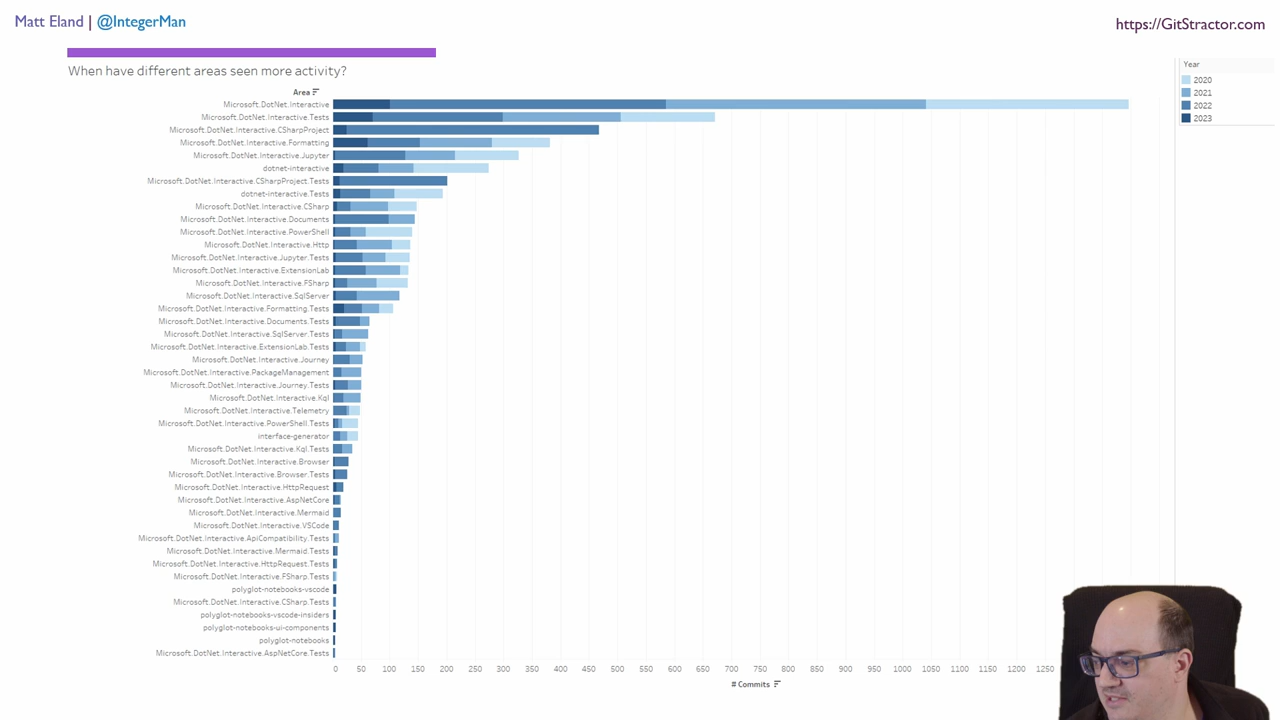 Matt Eland | @IntegerMan
https://GitStractor.com
When have different areas seen more activity?
Year
2020
2021
2022
2023
Area
Microsoft.DotNet.Interactive
Microsoft.DotNet.Interactive.Tests
Microsoft.DotNet.Interactive.CSharpProject
Microsoft.DotNet.Interactive.Formatting
Microsoft.DotNet.Interactive.Jupyter
dotnet-interactive
Microsoft.DotNet.Interactive.CSharpProject.Tests
dotnet-interactive.Tests
Microsoft.DotNet.Interactive.CSharp
Microsoft.DotNet.Interactive.Documents
Microsoft.DotNet.Interactive.PowerShell
Microsoft.DotNet.Interactive.Http
Microsoft.DotNet.Interactive.Jupyter.Tests
Microsoft.DotNet.Interactive.ExtensionLab
Microsoft.DotNet.Interactive.FSharp
Microsoft.DotNet.Interactive.SqlServer
Microsoft.DotNet.Interactive.Formatting.Tests
Microsoft.DotNet.Interactive.Documents.Tests
Microsoft.DotNet.Interactive.SqlServer.Tests
Microsoft.DotNet.Interactive.ExtensionLab.Tests
Microsoft.DotNet.Interactive.Journey
Microsoft.DotNet.Interactive.PackageManagement
Microsoft.DotNet.Interactive.Journey.Tests
Microsoft.DotNet.Interactive.Kql
Microsoft.DotNet.Interactive.Telemetry
Microsoft.DotNet.Interactive.PowerShell.Tests
interface-generator
Microsoft.DotNet.Interactive.Kql.Tests
Microsoft.DotNet.Interactive.Browser
Microsoft.DotNet.Interactive.Browser.Tests
Microsoft.DotNet.Interactive.HttpRequest
Microsoft.DotNet.Interactive.AspNetCore
Microsoft.DotNet.Interactive.Mermaid
Microsoft.DotNet.Interactive.VSCode
Microsoft.DotNet.Interactive.ApiCompatibility.Tests
Microsoft.DotNet.Interactive.Mermaid.Tests
Microsoft.DotNet.Interactive.HttpRequest.Tests
Microsoft.DotNet.Interactive.FSharp.Tests
polyglot-notebooks-vscode
Microsoft.DotNet.Interactive.CSharp.Tests
polyglot-notebooks-vscode-insiders
polyglot-notebooks-ui-components
polyglot-notebooks
Microsoft.DotNet.Interactive.AspNetCore.Tests
0 50 100 150 200 250 300 350 400 450 500 550 600 650 700 750 800 850 900 950 1000 1050 1100 1150 1200 1250
# Commits